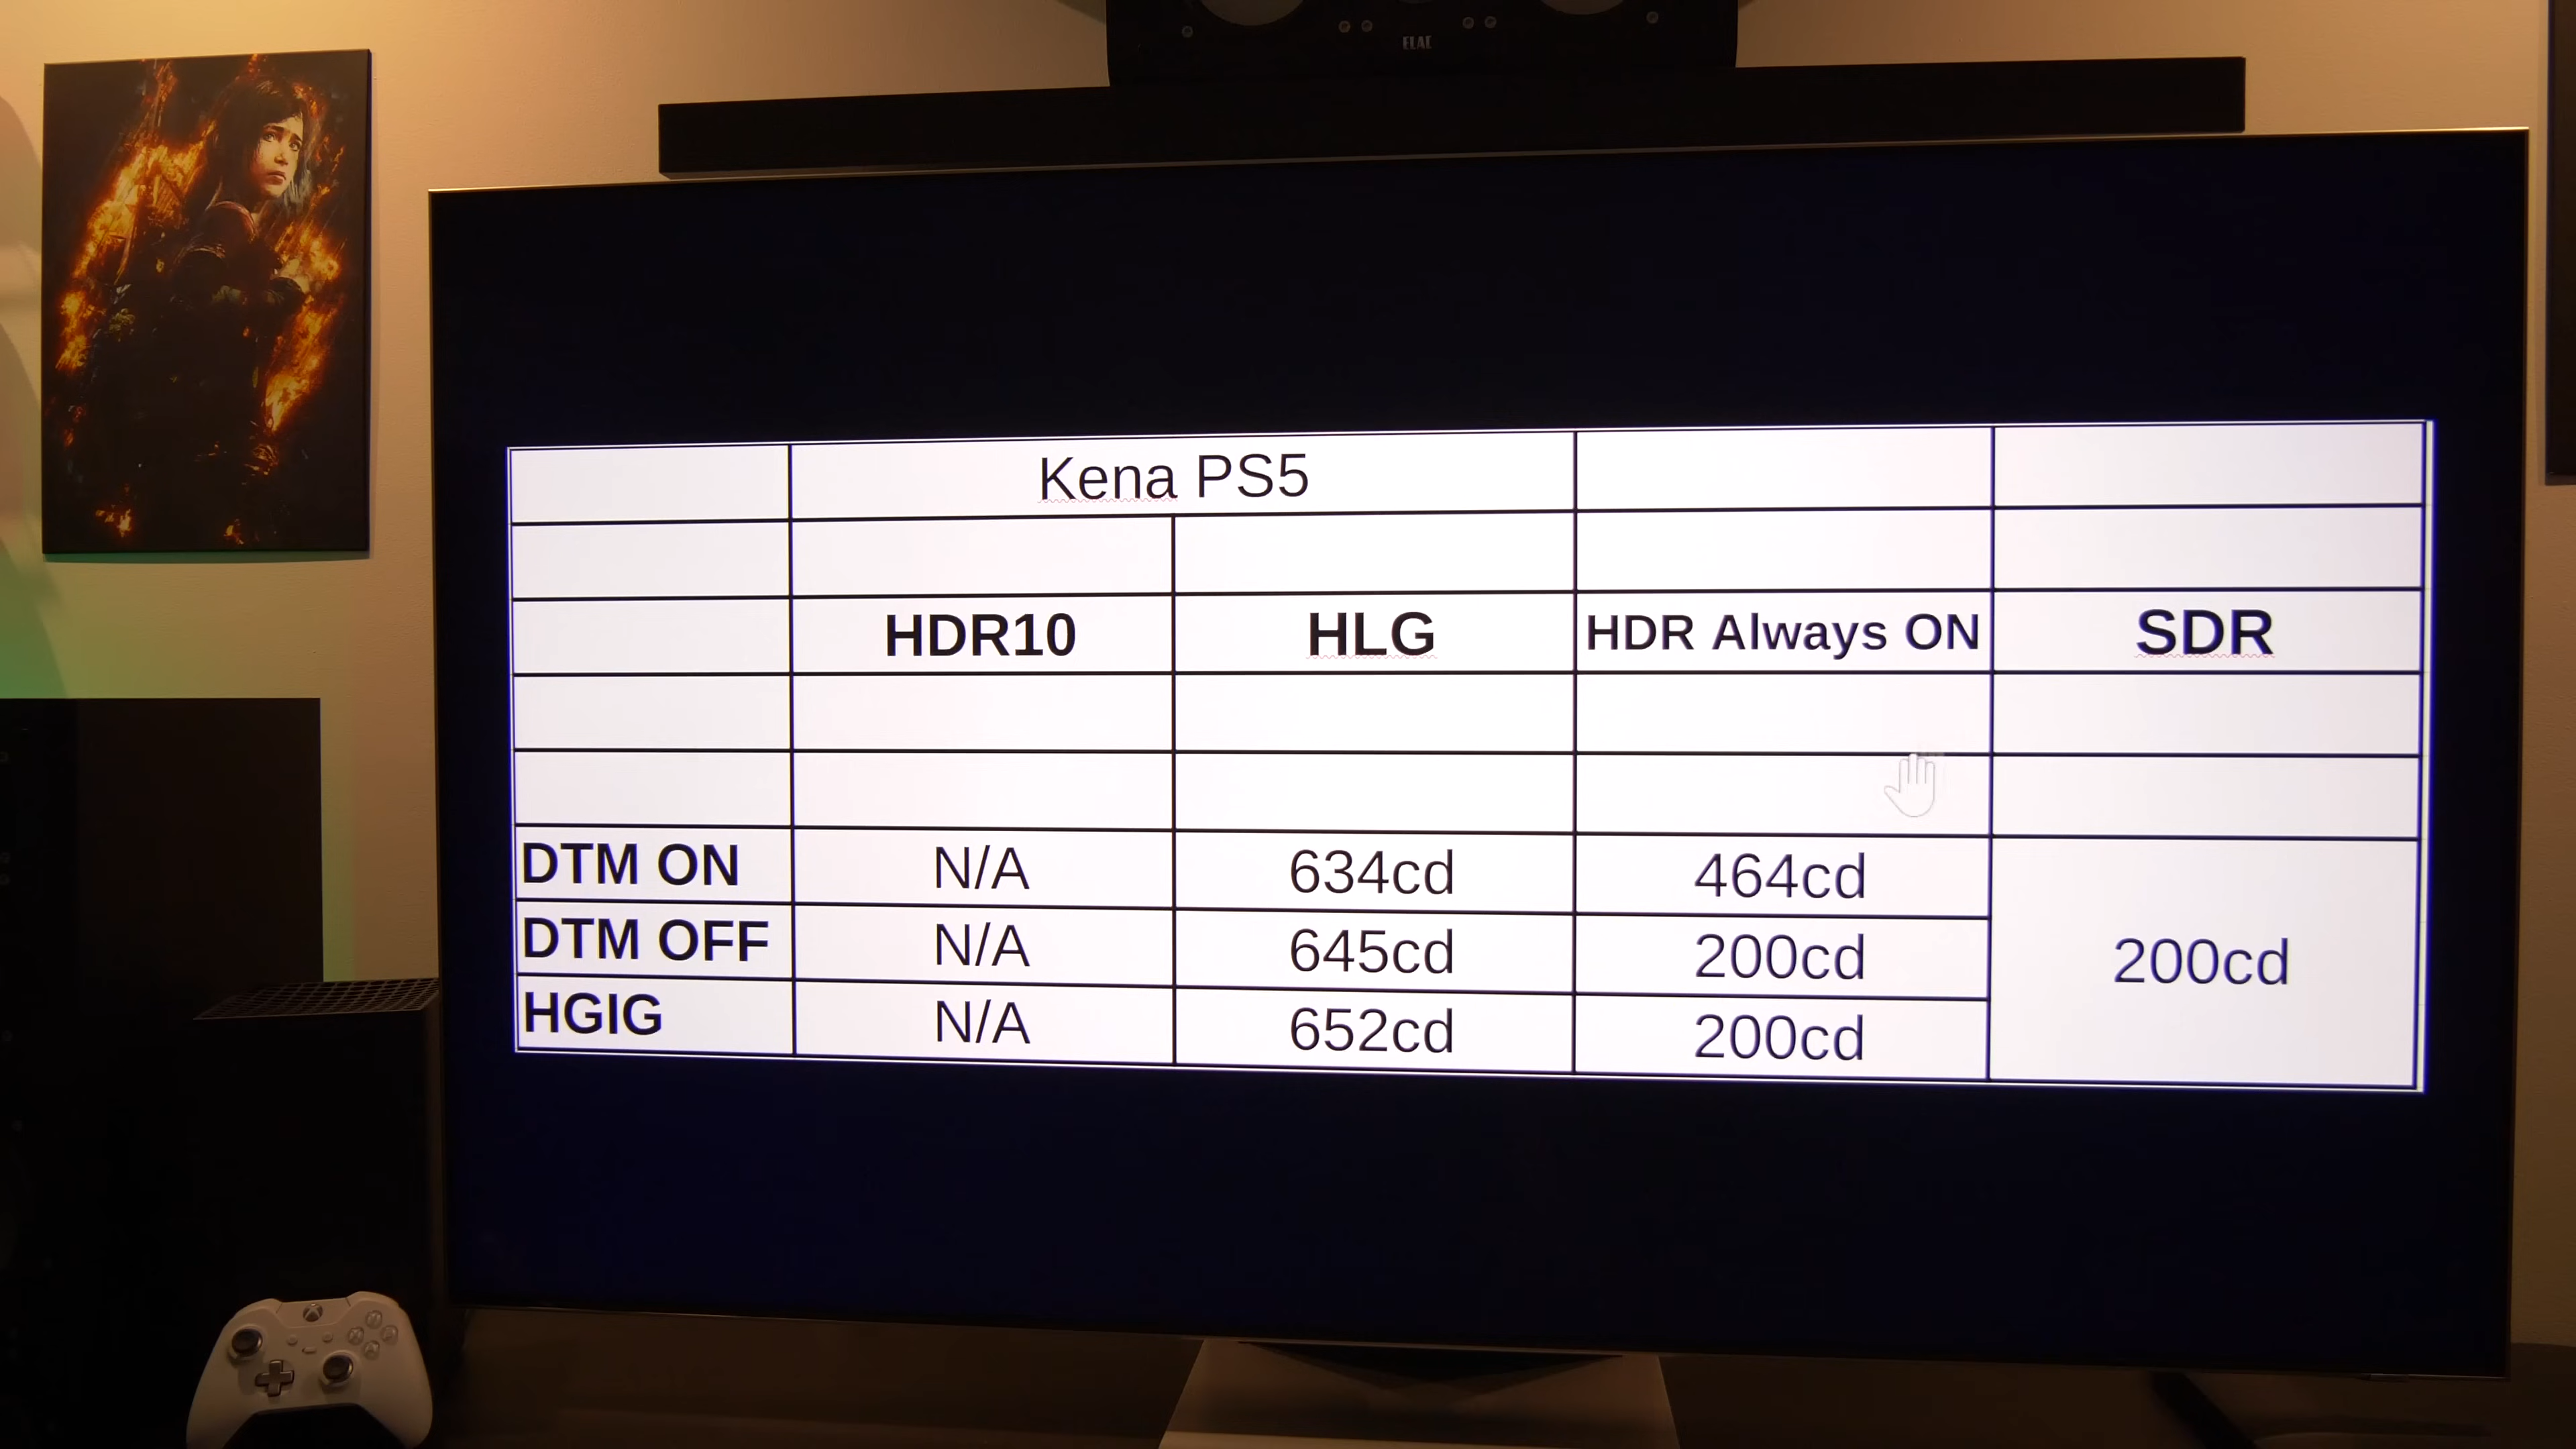 ELAC
Kena PS5
HDR10 HLG HDR Always ON SDR
DTM ON N/A 634cd 464cd
DTM OFF N/A 645cd 200cd 200cd
HGIG N/A 652cd 200cd